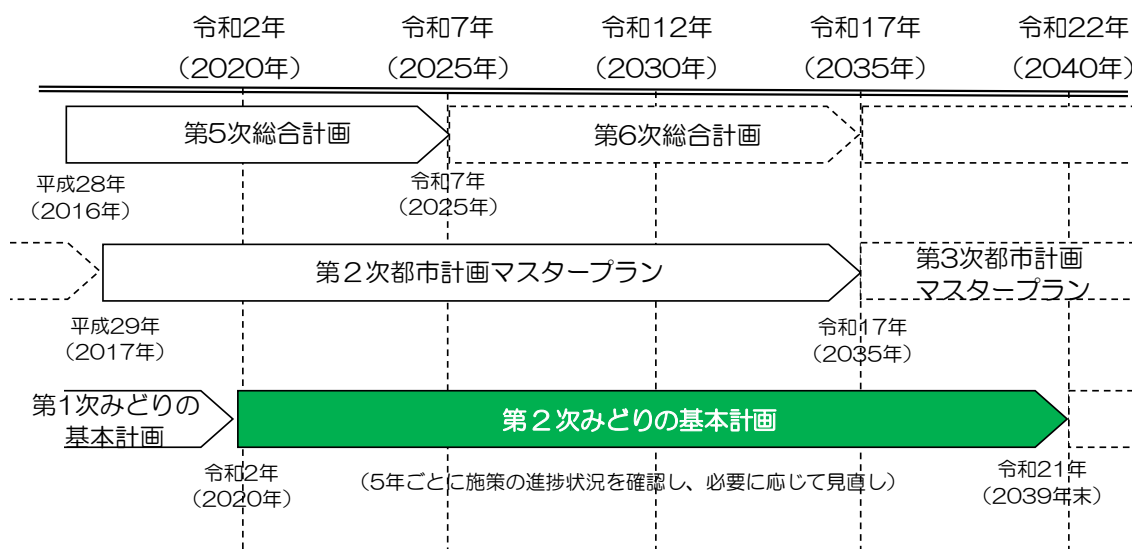 令和2年
(2020年)
令和7年
(2025年)
令和12年
(2030年)
令和17年
(2035年)
令和22年
(2040年)
第5次総合計画
第6次総合計画
平成28年
(2016年)
令和7年
(2025年)
第2次都市計画マスタープラン
第3次都市計画
マスタープラン
平成29年
(2017年)
令和17年
(2035年)
第1次みどりの
基本計画
第2次みどりの基本計画
令和2年
(2020年)
(5年ごとに施策の進捗状況を確認し、必要に応じて見直し)
令和21年
(2039年末)